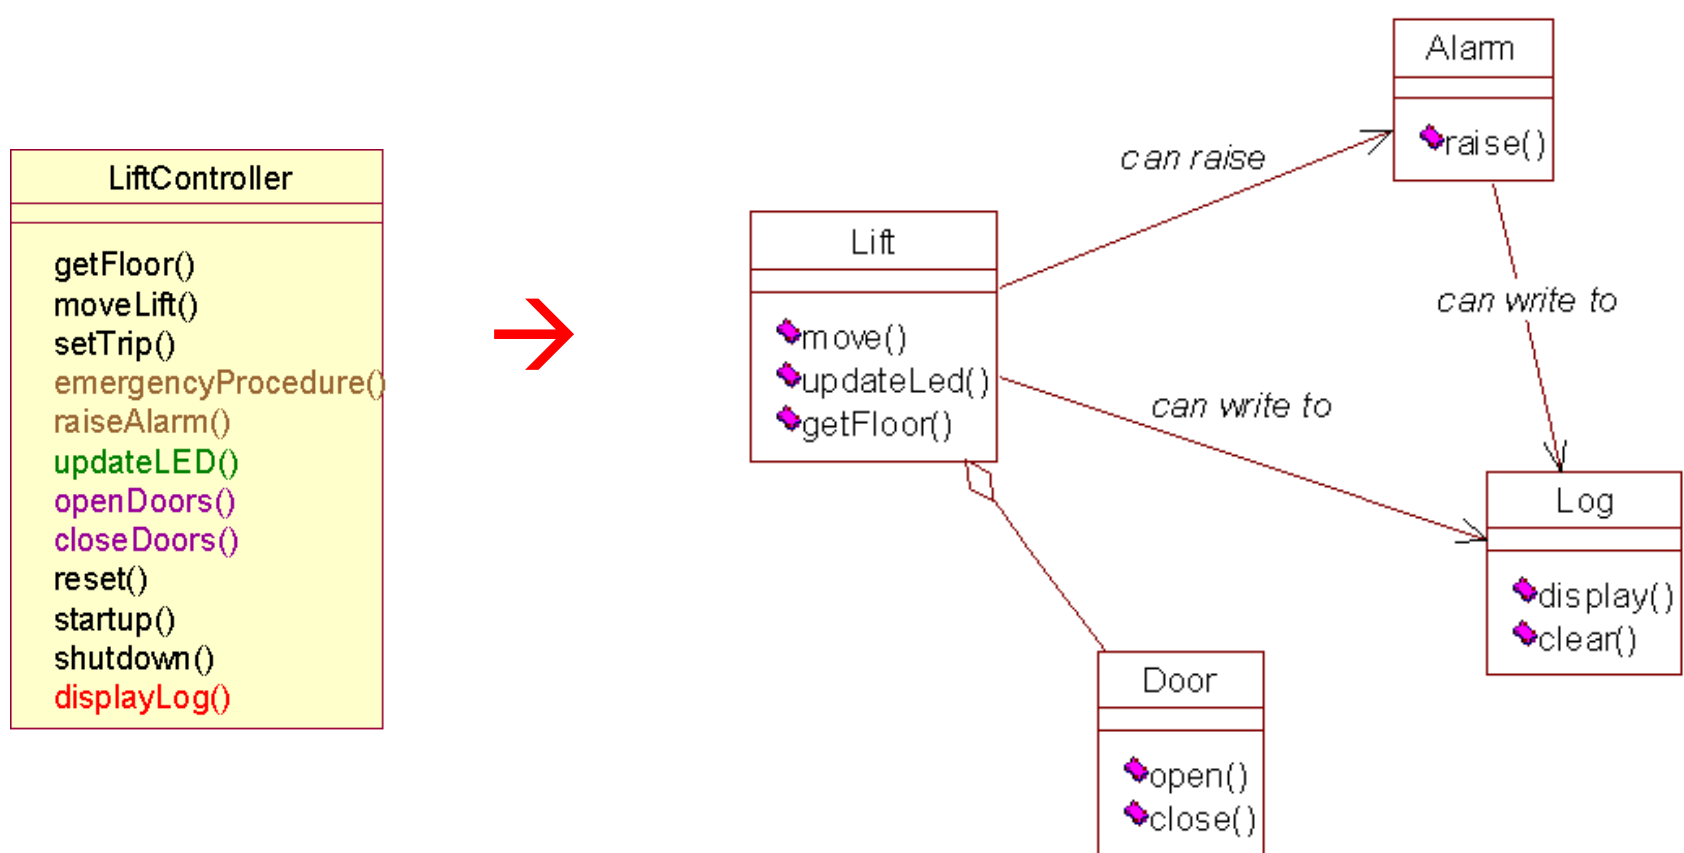 LiftController
getFloor()
moveLift()
setTrip()
emergencyProcedure()
raiseAlarm()
updateLED()
openDoors()
closeDoors()
reset()
startup()
shutdown()
displayLog()
Lift
move()
updateLed()
getFloor()
can raise
Alarm
raise()
can write to
can write to
Log
display()
clear()
Door
open()
close()